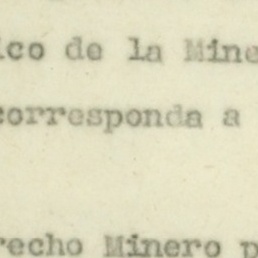 ico de la Mine
corresponda a
recho Minero p